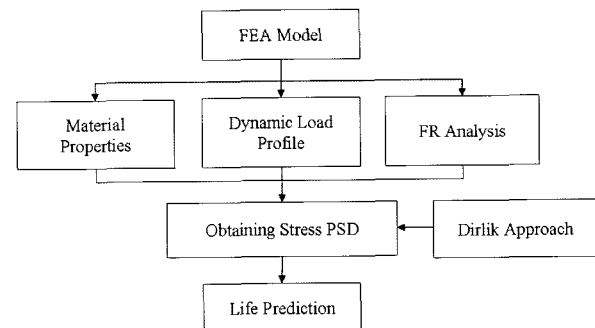 FEA Model
Material
Properties
Dynamic Load
Profile
FR Analysis
Obtaining Stress PSD
Dirlik Approach
Life Prediction